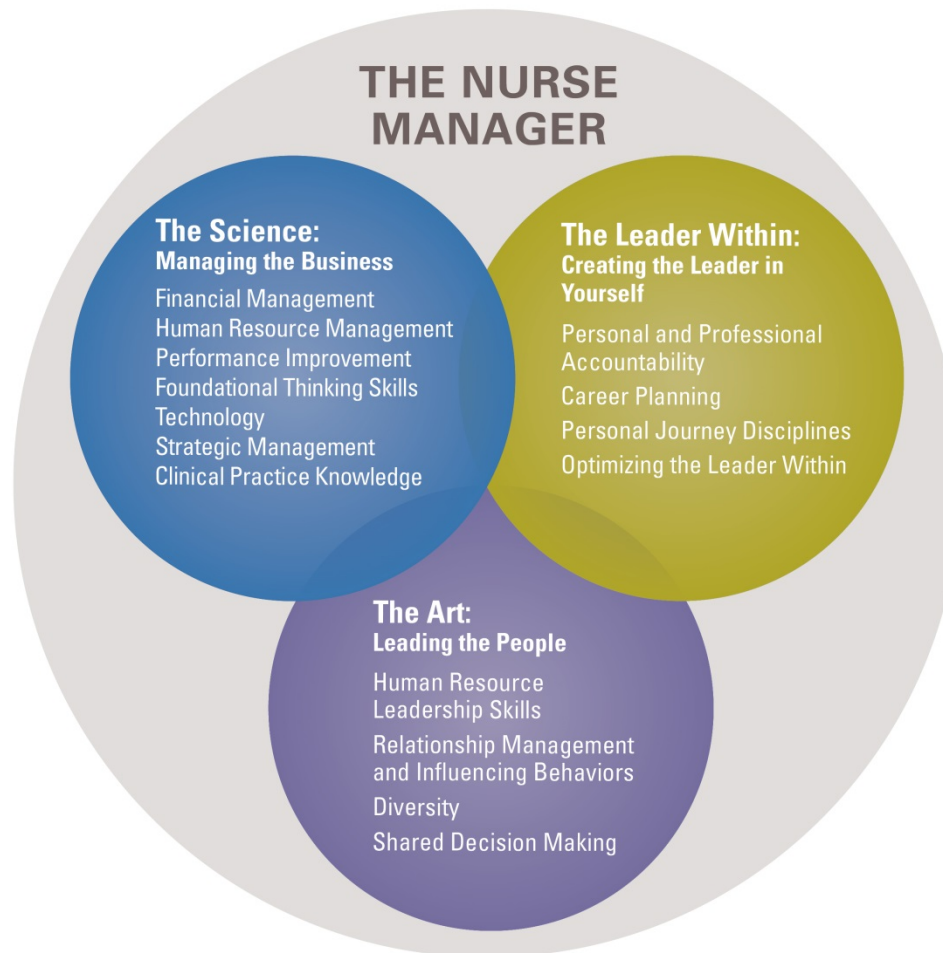 THE NURSE
MANAGER
The Science:
Managing the Business
Financial Management
Human Resource Management
Performance Improvement
Foundational Thinking Skills
Technology
Strategic Management
Clinical Practice Knowledge
The Leader Within:
Creating the Leader in
Yourself
Personal and Professional
Accountability
Career Planning
Personal Journey Disciplines
Optimizing the Leader Within
The Art:
Leading the People
Human Resource
Leadership Skills
Relationship Management
and Influencing Behaviors
Diversity
Shared Decision Making